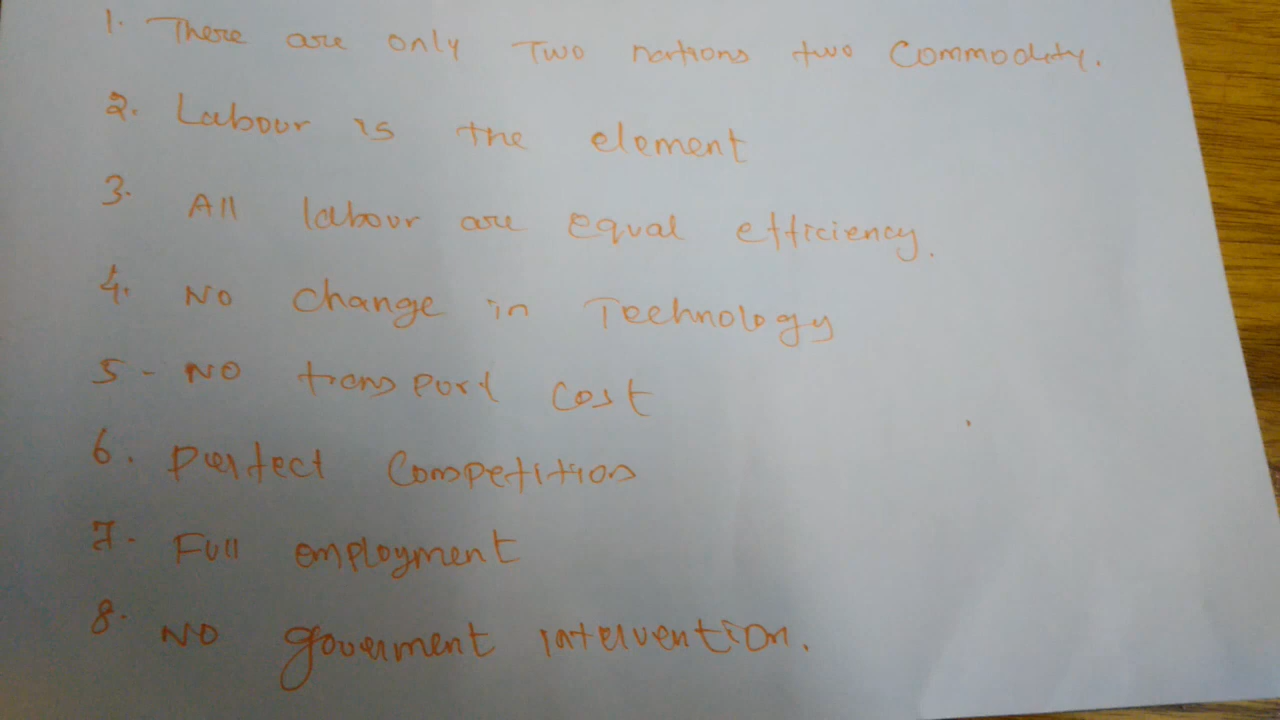 1. There are only Two nations two Commodity.
2. Labour is the element
3. All labour are equal efficiency.
4. No change in Technology
5 - No transport cost
6. Perfect Competition
7. Full employment
8. No goverment intervention.